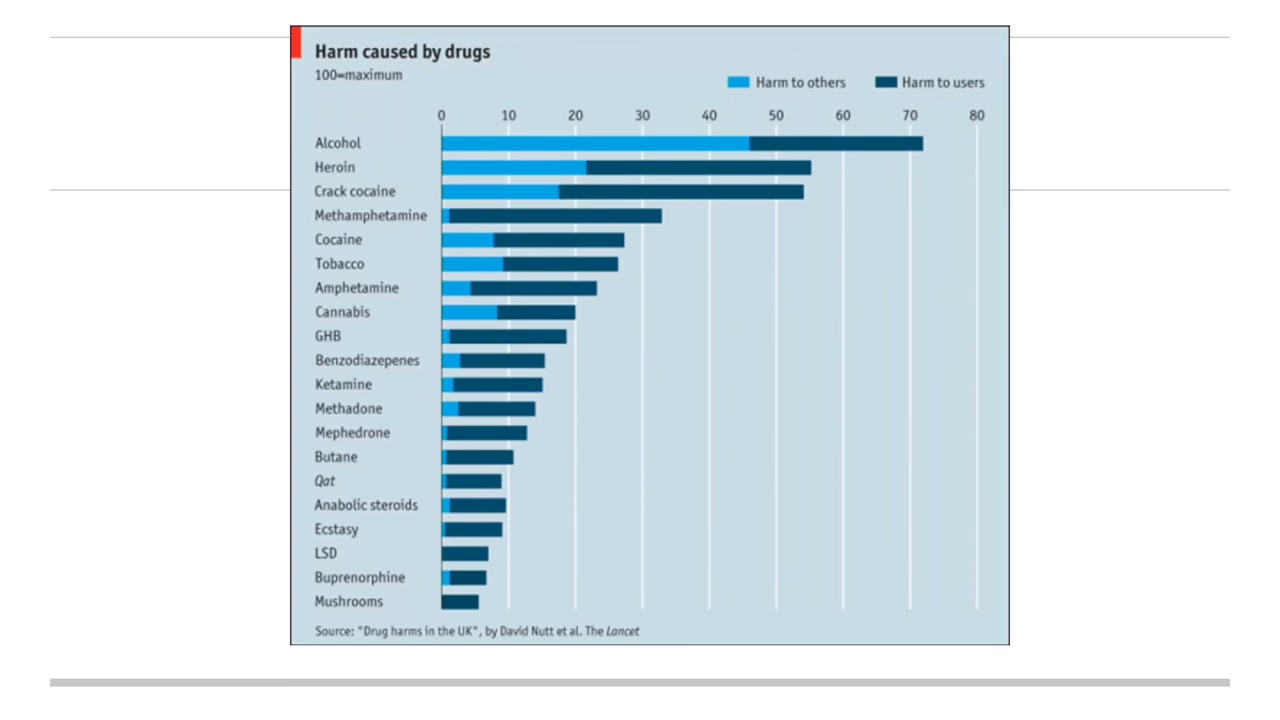 Harm caused by drugs
100=maximum
Harm to others Harm to users
0 10 20 30 40 50 60 70 80
Alcohol
Heroin
Crack cocaine
Methamphetamine
Cocaine
Tobacco
Amphetamine
Cannabis
GHB
Benzodiazepenes
Ketamine
Methadone
Mephedrone
Butane
Qat
Anabolic steroids
Ecstasy
LSD
Buprenorphine
Mushrooms
Source: "Drug harms in the UK", by David Nutt et al. The Lancet